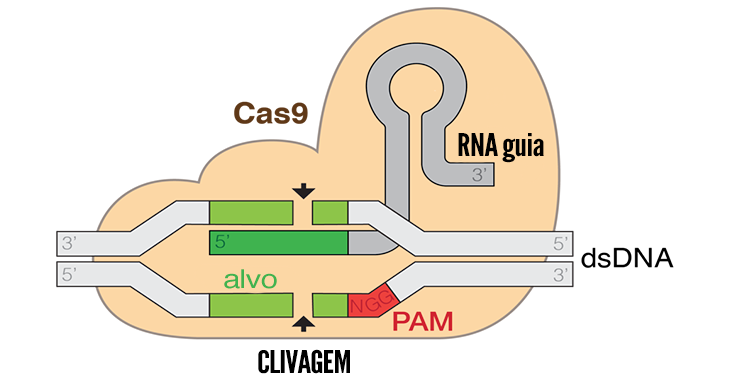 Cas9
RNA guia
3'
3'
5'
5'
dsDNA
5'
3'
alvo
NGG
PAM
CLIVAGEM